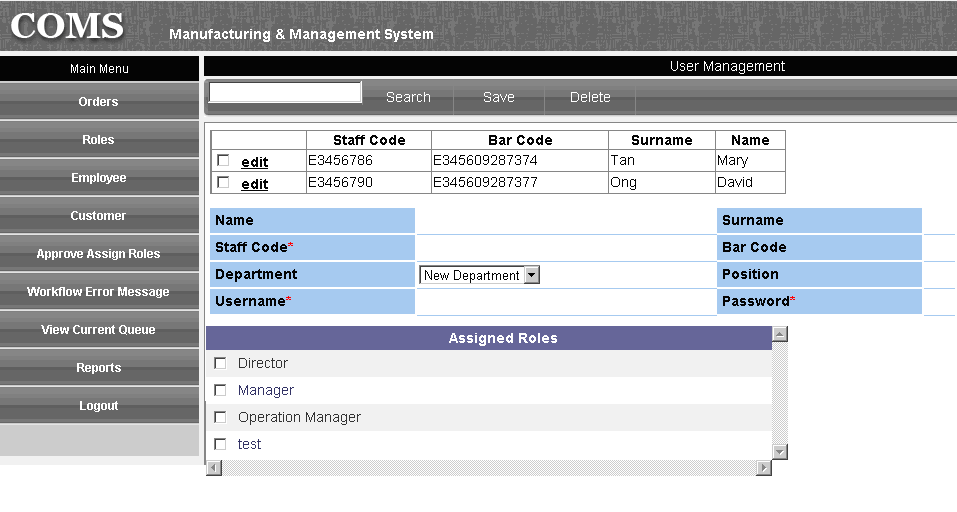 COMS
Manufacturing & Management System
Main Menu
User Management
Search Save Delete
Orders
Roles
Employee
Customer
Approve Assign Roles
Workflow Error Message
View Current Queue
Reports
Logout
Staff Code Bar Code Surname Name
edit E3456786 E345609287374 Tan Mary
edit E3456790 E345609287377 Ong David
Name Surname
Staff Code* Bar Code
Department New Department Position
Username* Password*
Assigned Roles
Director
Manager
Operation Manager
test